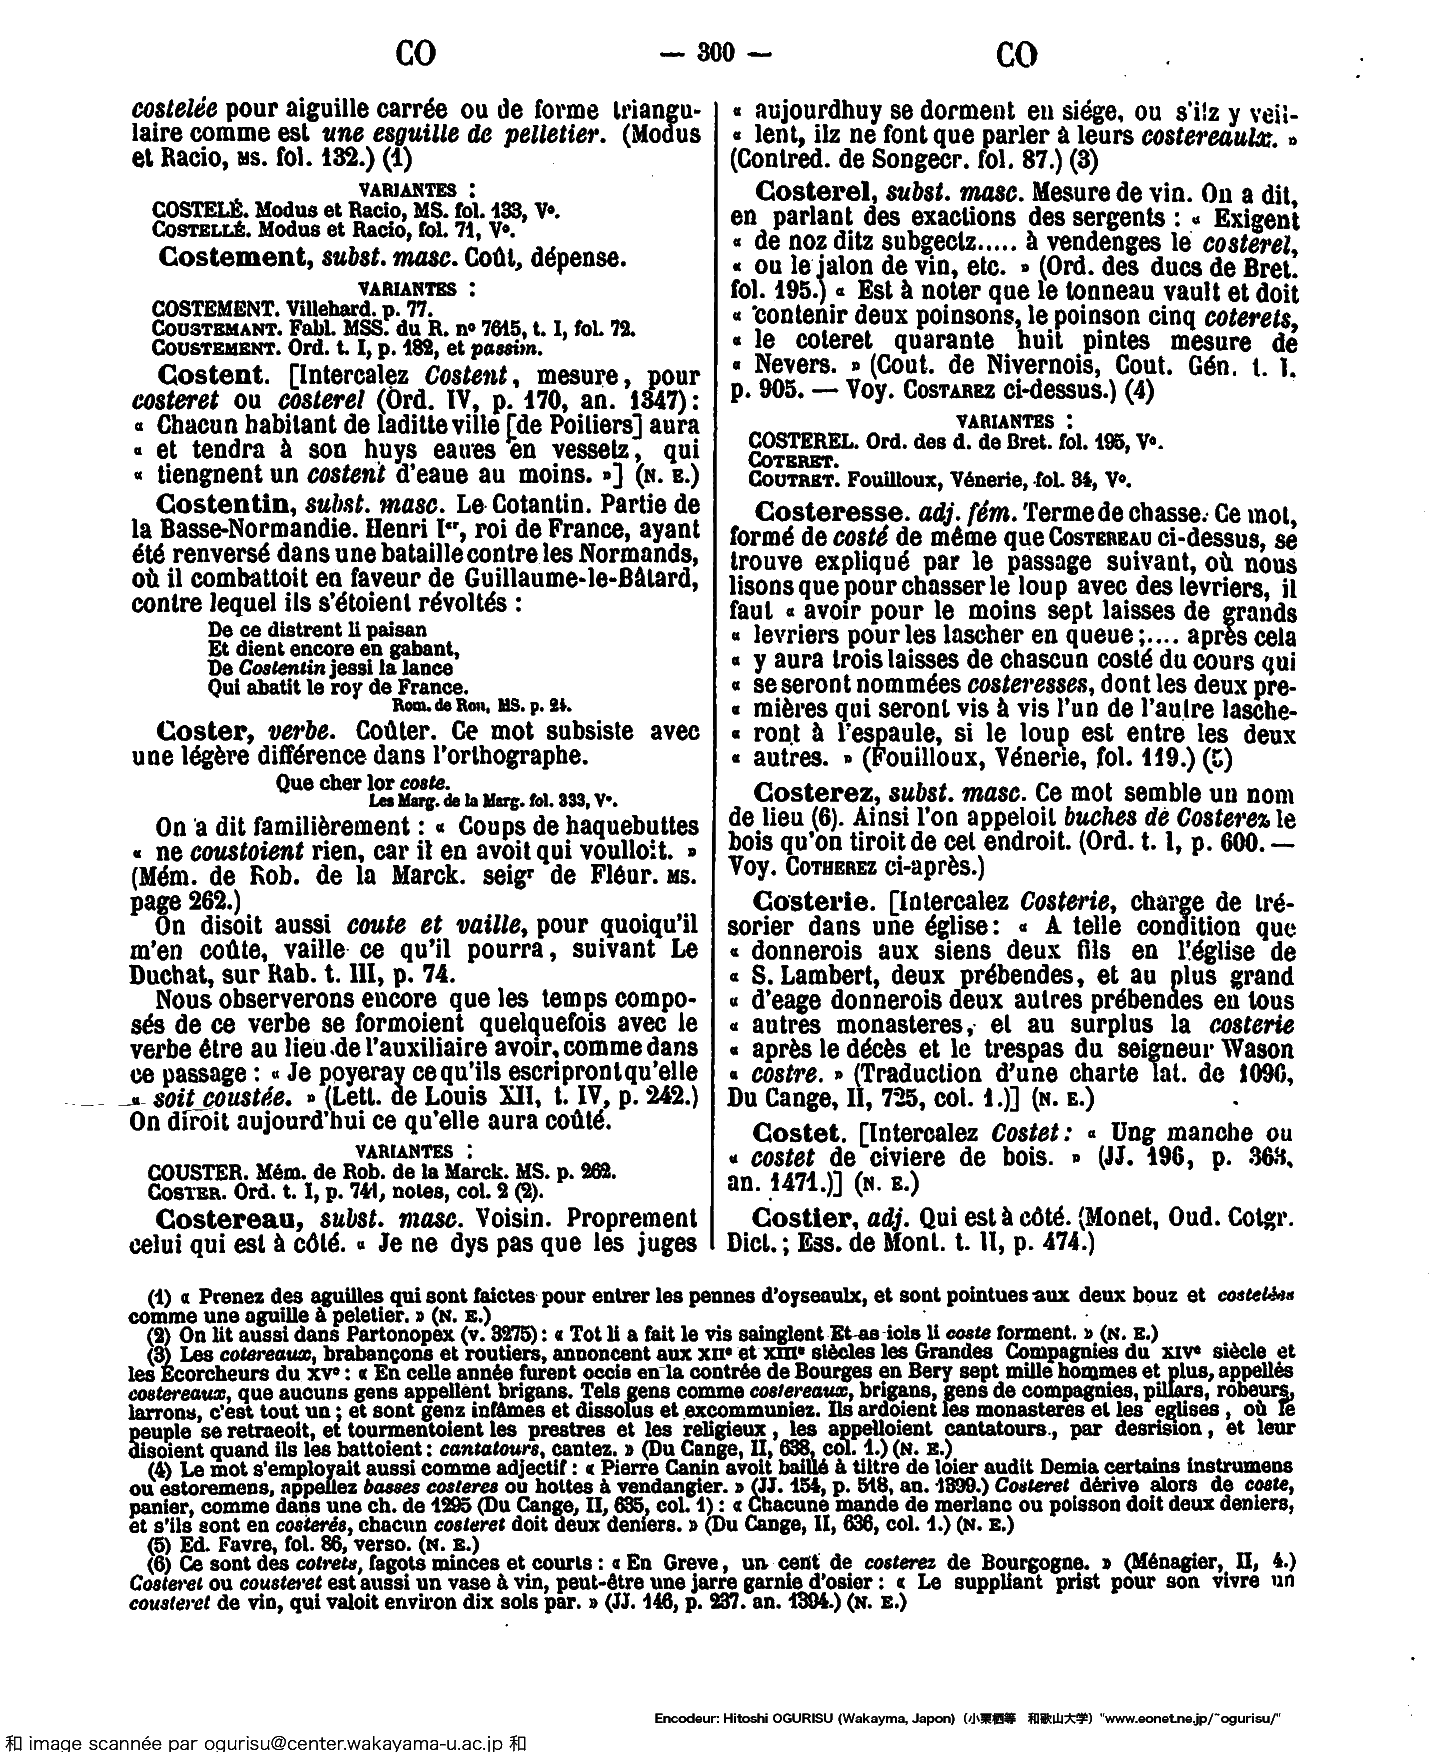 CO
— 300 —
CO
costelée pour aiguille carrée ou de forme triangu-
laire comme est une esguille de pelletier. (Modus
et Racio, MS. fol. 132.) (1)
VARIANTES :
COSTELÉ. Modus et Racio, MS. fol. 133, Vº.
COSTELLÉ. Modus et Racio, fol. 71, Vº.
Costement, subst. masc. Coût, dépense.
VARIANTES :
COSTEMENT. Villehard. p. 77.
COUSTEMANT. Fabl. MSS. du R. nº 7615, t. I, fol. 72.
COUSTEMENT. Ord. t. I, p. 182, et passim.
Costent. [Intercalez Costent, mesure, pour
costeret ou costerel (Ord. IV, p. 170, an. 1347) :
« Chacun habitant de laditte ville [de Poitiers] aura
« et tendra à son huys eaues en vesselz, qui
« tiengnent un costent d'eaue au moins. »] (N. E.)
Costentin, subst. masc. Le Cotantin. Partie de
la Basse-Normandie. Henri Iᵉʳ, roi de France, ayant
été renversé dans une bataille contre les Normands,
où il combattoit en faveur de Guillaume-le-Bâtard,
contre lequel ils s'étoient révoltés :
De ce distrent li paisan
Et dient encore en gabant,
De Costentin jessi la lance
Qui abatit le roy de France.
Rom. de Rou, MS. p. 24.
Coster, verbe. Coûter. Ce mot subsiste avec
une légère différence dans l'orthographe.
Que cher lor coste.
Les Marg. de la Marg. fol. 333, Vº.
On a dit familièrement : « Coups de haquebuttes
« ne coustoient rien, car il en avoit qui voulloit. »
(Mém. de Rob. de la Marck. seigʳ de Fléur. MS.
page 262.)
On disoit aussi coute et vaille, pour quoiqu'il
m'en coûte, vaille ce qu'il pourra, suivant Le
Duchat, sur Rab. t. III, p. 74.
Nous observerons encore que les temps compo-
sés de ce verbe se formoient quelquefois avec le
verbe être au lieu de l'auxiliaire avoir, comme dans
ce passage : « Je poyeray ce qu'ils escripront qu'elle
« soit coustée. » (Lett. de Louis XII, t. IV, p. 242.)
On diroit aujourd'hui ce qu'elle aura coûté.
VARIANTES :
COUSTER. Mém. de Rob. de la Marck. MS. p. 262.
COSTER. Ord. t. I, p. 741, notes, col. 2 (2).
Costereau, subst. masc. Voisin. Proprement
celui qui est à côté. « Je ne dys pas que les juges
« aujourdhuy se dorment en siége, ou s'ilz y veil-
« lent, ilz ne font que parler à leurs costereaulx. »
(Contred. de Songecr. fol. 87.) (3)
Costerel, subst. masc. Mesure de vin. On a dit,
en parlant des exactions des sergents : « Exigent
« de noz ditz subgectz..... à vendenges le costerel,
« ou le jalon de vin, etc. » (Ord. des ducs de Bret.
fol. 195.) « Est à noter que le tonneau vault et doit
« contenir deux poinsons, le poinson cinq coterets,
« le coteret quarante huit pintes mesure de
« Nevers. » (Cout. de Nivernois, Cout. Gén. t. I.
p. 905. — Voy. COSTAREZ ci-dessus.) (4)
VARIANTES :
COSTEREL. Ord. des d. de Bret. fol. 195, Vº.
COTERET.
COUTRET. Fouilloux, Vénerie, fol. 34, Vº.
Costeresse. adj. fém. Terme de chasse. Ce mot,
formé de costé de même que COSTEREAU ci-dessus, se
trouve expliqué par le passage suivant, où nous
lisons que pour chasser le loup avec des levriers, il
faut « avoir pour le moins sept laisses de grands
« levriers pour les lascher en queue ;.... après cela
« y aura trois laisses de chascun costé du cours qui
« se seront nommées costeresses, dont les deux pre-
« mières qui seront vis à vis l'un de l'autre lasche-
« ront à l'espaule, si le loup est entre les deux
« autres. » (Fouilloux, Vénerie, fol. 119.) (5)
Costerez, subst. masc. Ce mot semble un nom
de lieu (6). Ainsi l'on appeloit buches de Costerez le
bois qu'on tiroit de cet endroit. (Ord. t. I, p. 600. —
Voy. COTHEREZ ci-après.)
Costerie. [Intercalez Costerie, charge de tré-
sorier dans une église : « A telle condition que
« donnerois aux siens deux fils en l'église de
« S. Lambert, deux prébendes, et au plus grand
« d'eage donnerois deux autres prébendes en tous
« autres monasteres, et au surplus la costerie
« après le décès et le trespas du seigneur Wason
« costre. » (Traduction d'une charte lat. de 1096,
Du Cange, II, 725, col. 1.)] (N. E.)
Costet. [Intercalez Costet : « Ung manche ou
« costet de civiere de bois. » (JJ. 196, p. 363,
an. 1471.)] (N. E.)
Costier, adj. Qui est à côté. (Monet, Oud. Cotgr.
Dict. ; Ess. de Mont. t. II, p. 474.)
(1) « Prenez des aguilles qui sont faictes pour entrer les pennes d'oyseaulx, et sont pointues aux deux bouz et costelées
comme une aguille à peletier. » (N. E.)
(2) On lit aussi dans Partonopex (v. 3275) : « Tot li a fait le vis sainglent Et as iols li coste forment. » (N. E.)
(3) Les cotereaux, brabançons et routiers, annoncent aux XIIᵉ et XIIIᵉ siècles les Grandes Compagnies du XIVᵉ siècle et
les Ecorcheurs du XVᵉ : « En celle année furent occis en la contrée de Bourges en Bery sept mille hommes et plus, appellés
costereaux, que aucuns gens appellent brigans. Tels gens comme costereaux, brigans, gens de compagnies, pillars, robeurs,
larrons, c'est tout un ; et sont genz infâmes et dissolus et excommuniez. Ils ardoient les monasteres et les eglises, où le
peuple se retraeoit, et tourmentoient les prestres et les religieux, les appelloient cantatours, par desrision, et leur
disoient quand ils les battoient : cantatours, cantez. » (Du Cange, II, 638, col. 1.) (N. E.)
(4) Le mot s'employait aussi comme adjectif : « Pierre Canin avoit baillé à tiltre de loier audit Demia certains instrumens
ou estoremens, appellez basses costeres ou hottes à vendangier. » (JJ. 154, p. 518, an. 1399.) Costeret dérive alors de coste,
panier, comme dans une ch. de 1295 (Du Cange, II, 635, col. 1) : « Chacune mande de merlanc ou poisson doit deux deniers,
et s'ils sont en costerés, chacun costeret doit deux deniers. » (Du Cange, II, 636, col. 1.) (N. E.)
(5) Ed. Favre, fol. 86, verso. (N. E.)
(6) Ce sont des cotrets, fagots minces et courts : « En Greve, un cent de costerez de Bourgogne. » (Ménagier, II, 4.)
Costeret ou cousteret est aussi un vase à vin, peut-être une jarre garnie d'osier : « Le suppliant prist pour son vivre un
cousteret de vin, qui valoit environ dix sols par. » (JJ. 146, p. 237. an. 1394.) (N. E.)
Encodeur: Hitoshi OGURISU (Wakayma, Japon)（小栗栖等　和歌山大学）"www.eonet.ne.jp/~ogurisu/"
和 image scannée par ogurisu@center.wakayama-u.ac.jp 和